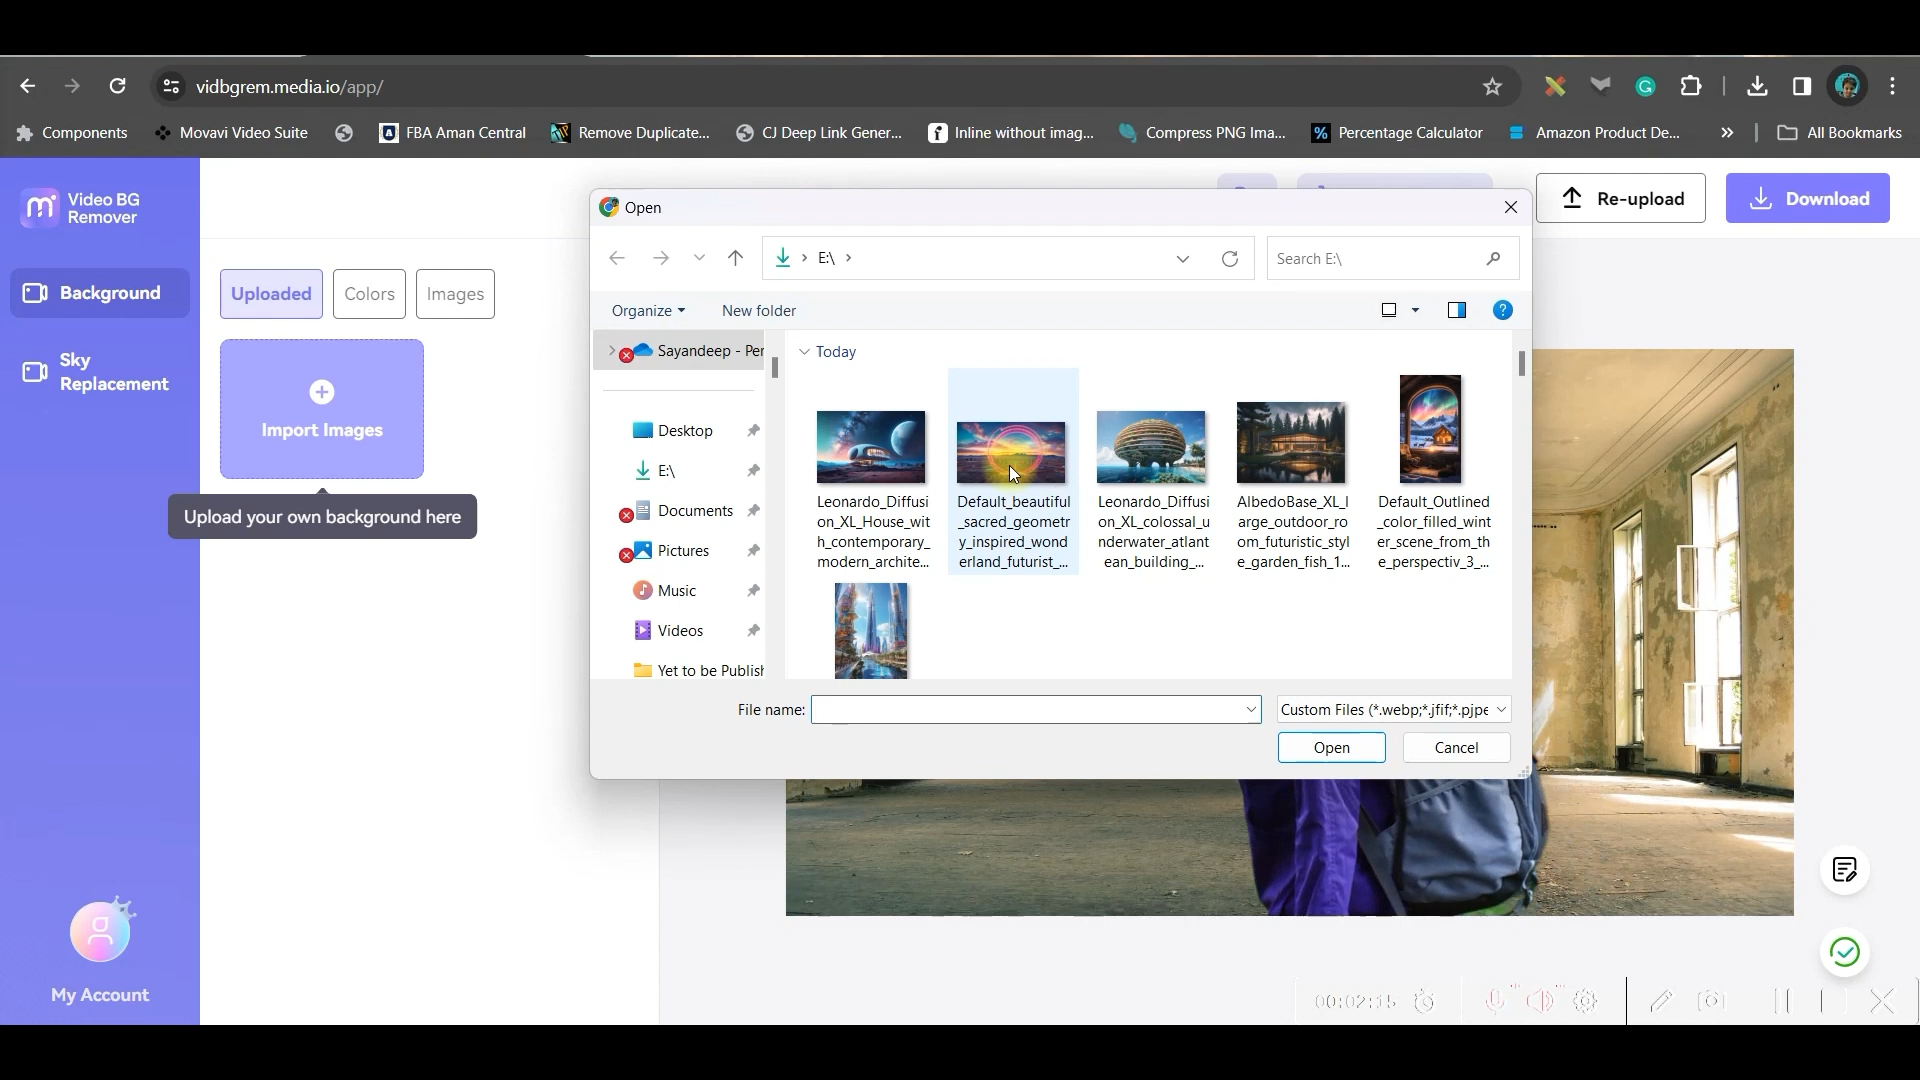 vidbgrem.media.io/app/
Components
Movavi Video Suite
FBA Aman Central
Remove Duplicate...
CJ Deep Link Gener...
Inline without imag...
Compress PNG Ima...
Percentage Calculator
Amazon Product De...
All Bookmarks
Video BG
Remover
Open
Re-upload
Download
E:\
Search E:\
Background
Uploaded
Colors
Images
Organize
New folder
Sayandeep - Per
Today
Sky
Replacement
Import Images
Desktop
E:\
Documents
Pictures
Music
Videos
Yet to be Publish
Leonardo_Diffusi
on_XL_House_wit
h_contemporary_
modern_archite...
Default_beautiful
_sacred_geometr
y_inspired_wond
erland_futurist_...
Leonardo_Diffusi
on_XL_colossal_u
nderwater_atlant
ean_building_...
AlbedoBase_XL_l
arge_outdoor_ro
om_futuristic_styl
e_garden_fish_1...
Default_Outlined
_color_filled_wint
er_scene_from_th
e_perspectiv_3_...
Upload your own background here
File name:
Custom Files (*.webp;*.jfif;*.pjpe
Open
Cancel
My Account
00:02:15